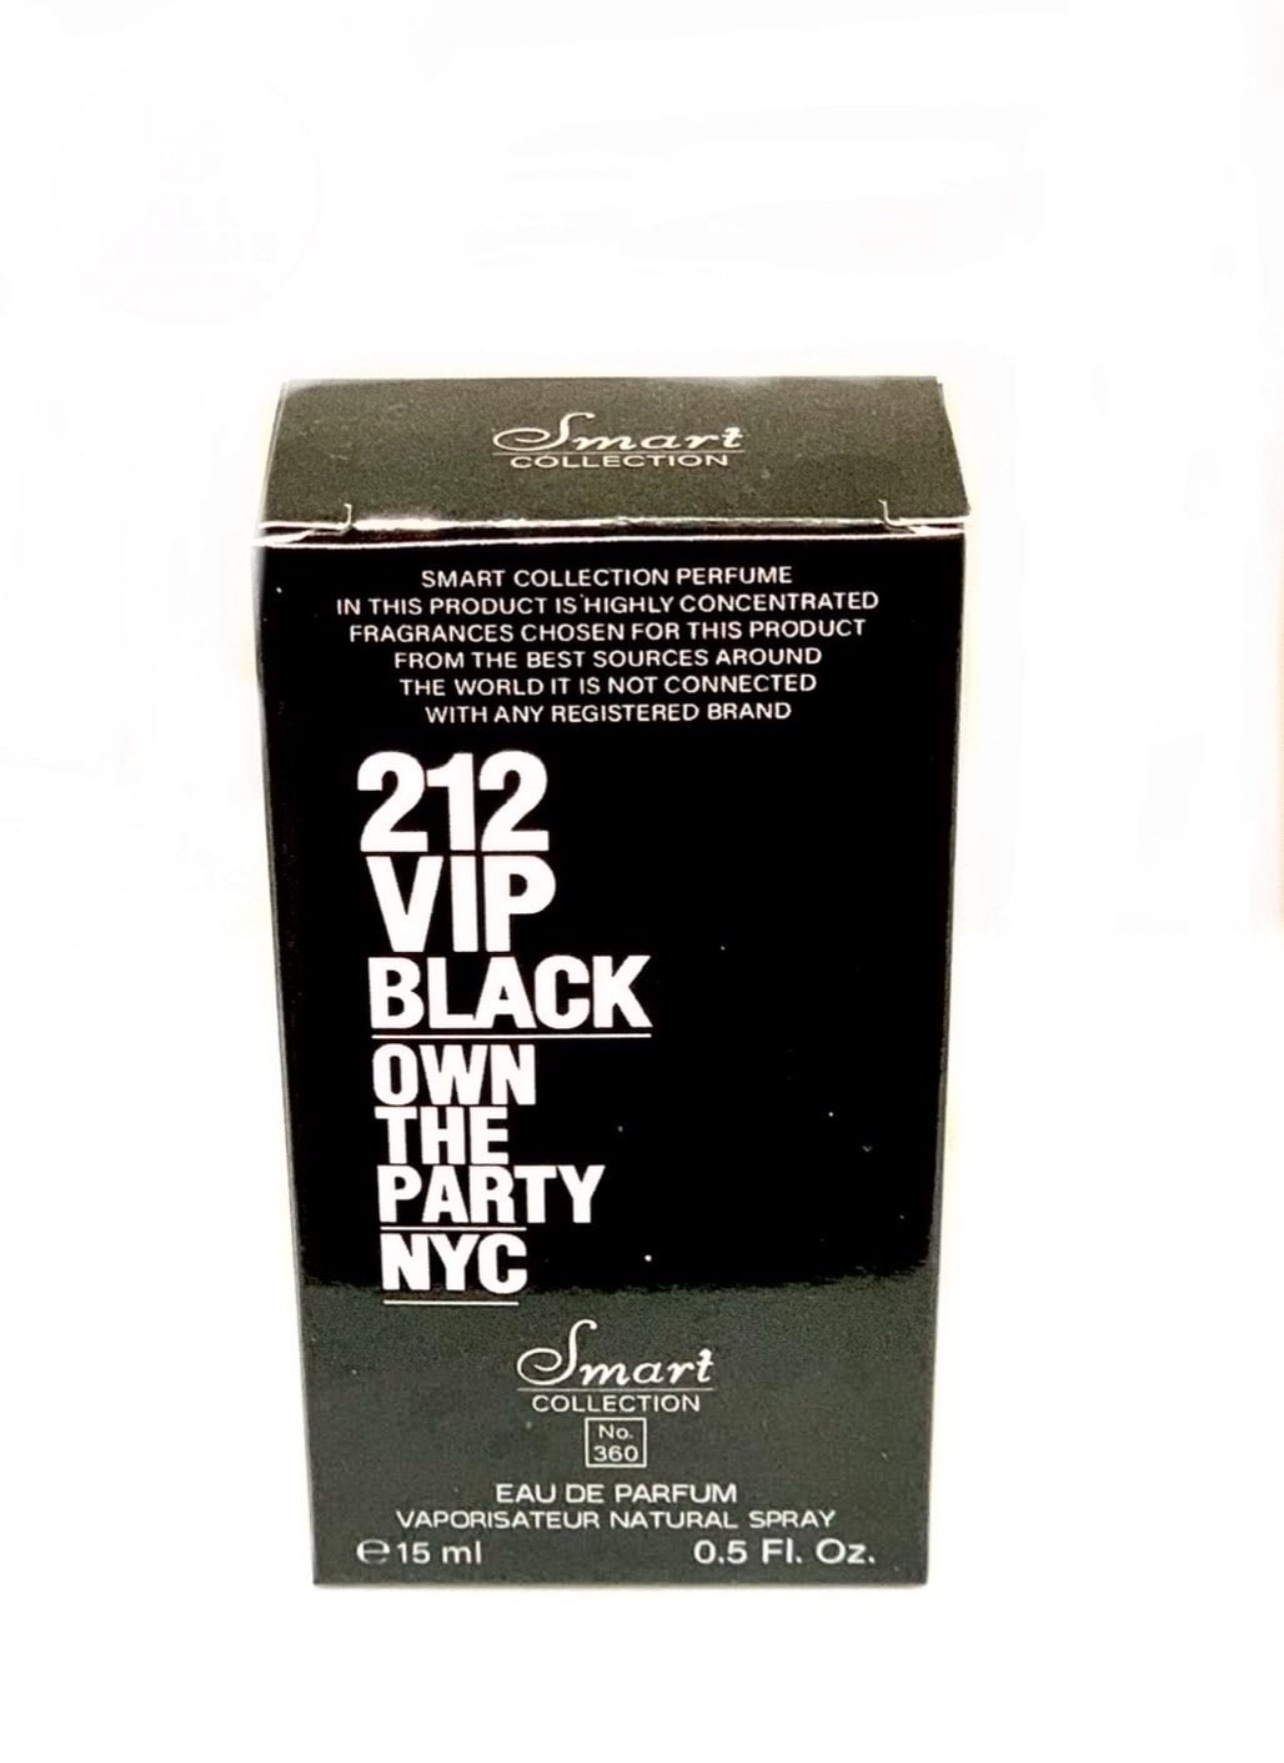 Smart
COLLECTION
SMART COLLECTION PERFUME
IN THIS PRODUCT IS HIGHLY CONCENTRATED
FRAGRANCES CHOSEN FOR THIS PRODUCT
FROM THE BEST SOURCES AROUND
THE WORLD IT IS NOT CONNECTED
WITH ANY REGISTERED BRAND
212
VIP
BLACK
OWN
THE
PARTY
NYC
Smart
COLLECTION
No.
360
EAU DE PARFUM
VAPORISATEUR NATURAL SPRAY
℮ 15 ml 0.5 Fl. Oz.